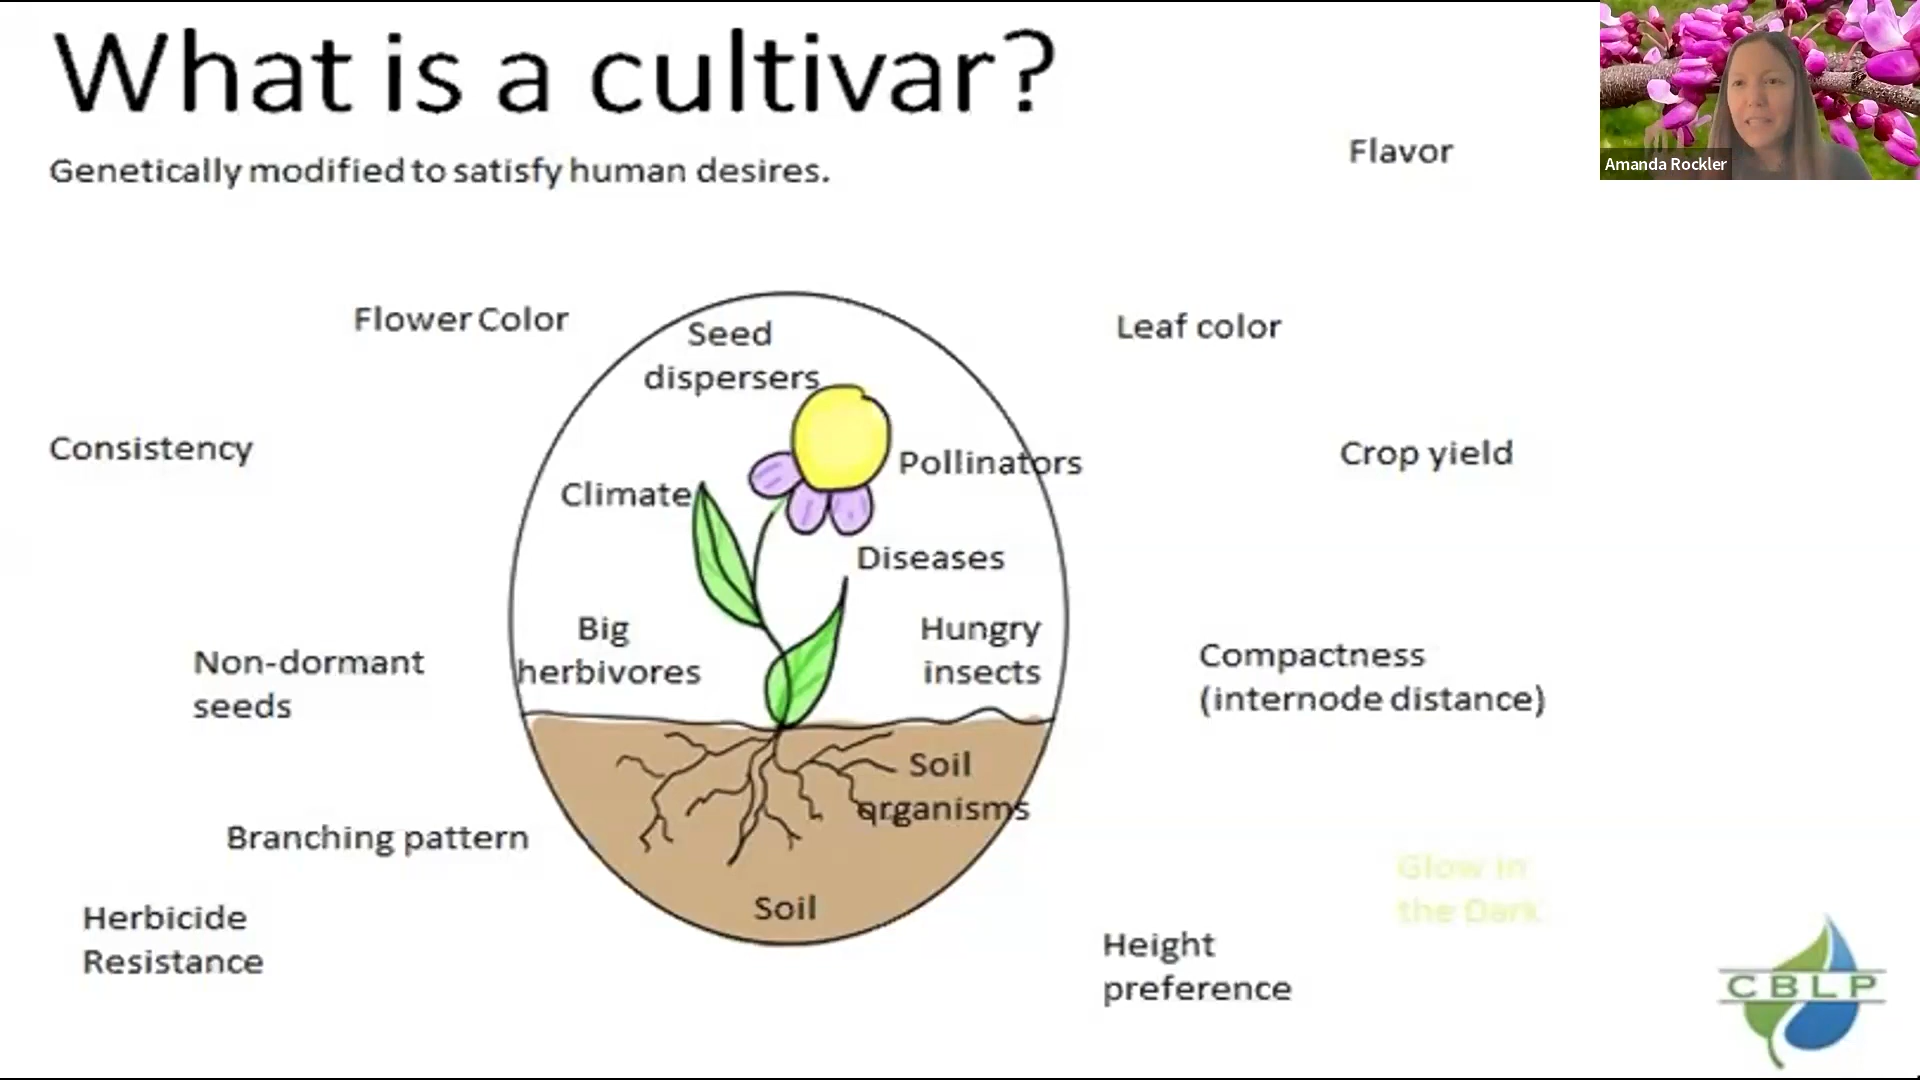 What is a cultivar?
Genetically modified to satisfy human desires.
Flavor
Amanda Rockler
Flower Color
Seed
dispersers
Leaf color
Consistency
Pollinators
Crop yield
Climate
Diseases
Big
herbivores
Hungry
insects
Non-dormant
seeds
Compactness
(internode distance)
Soil
organisms
Branching pattern
Glow in
the Dark
Soil
Herbicide
Resistance
Height
preference
CBLP